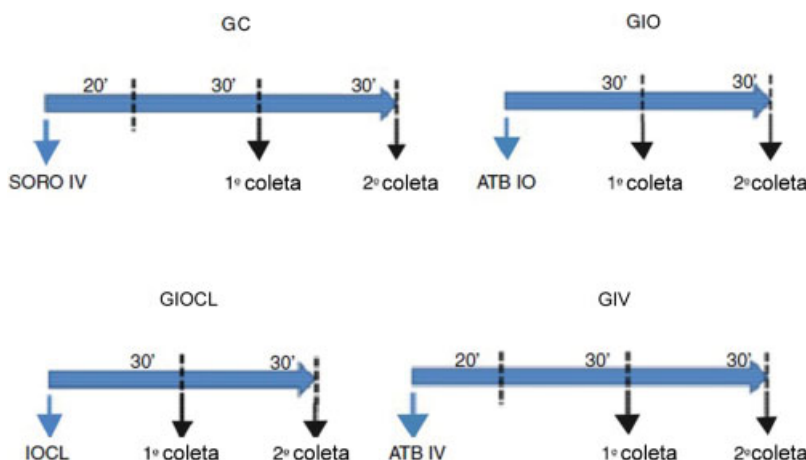 GC
20' 30' 30'
SORO IV 1º coleta 2º coleta
GIO
30' 30'
ATB IO 1º coleta 2º coleta
GIOCL
30' 30'
IOCL 1º coleta 2º coleta
GIV
20' 30' 30'
ATB IV 1º coleta 2º coleta